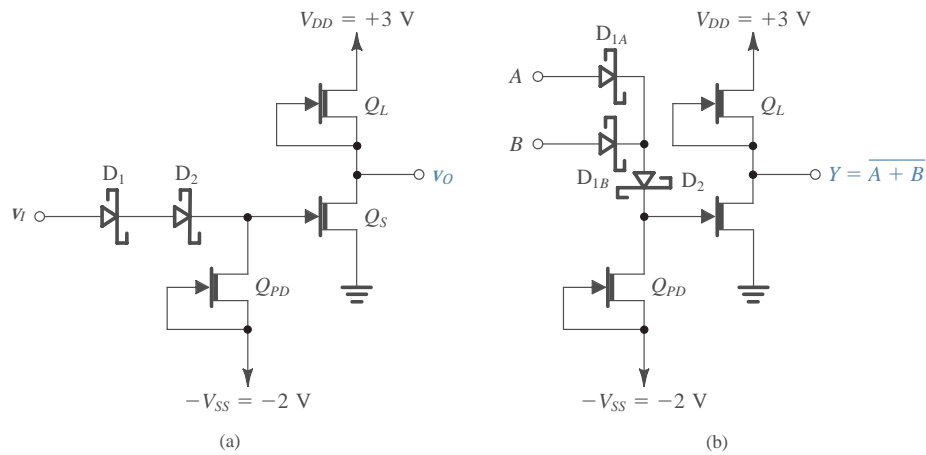 V_DD = +3 V
Q_L
D_1
D_2
v_I
v_O
Q_S
Q_PD
−V_SS = −2 V
(a)
V_DD = +3 V
D_1A
A
Q_L
B
D_1B
D_2
Y = \overline{A + B}
Q_PD
−V_SS = −2 V
(b)